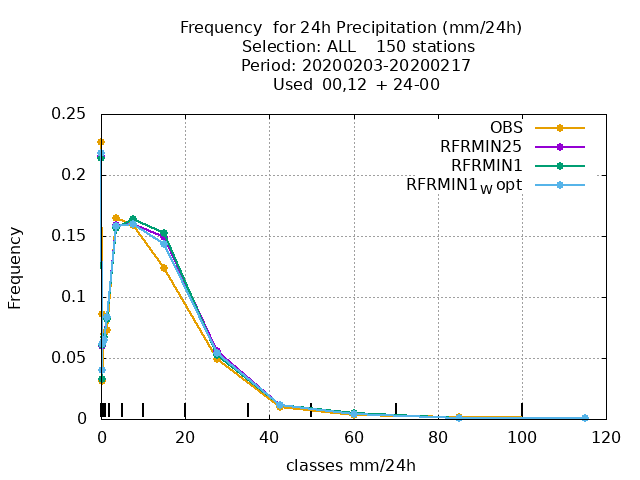 Frequency  for 24h Precipitation (mm/24h)
Selection: ALL    150 stations
Period: 20200203-20200217
Used  00,12  + 24-00
OBS
RFRMIN25
RFRMIN1
RFRMIN1w opt
0.25
0.2
0.15
0.1
0.05
0
Frequency
0 20 40 60 80 100 120
classes mm/24h